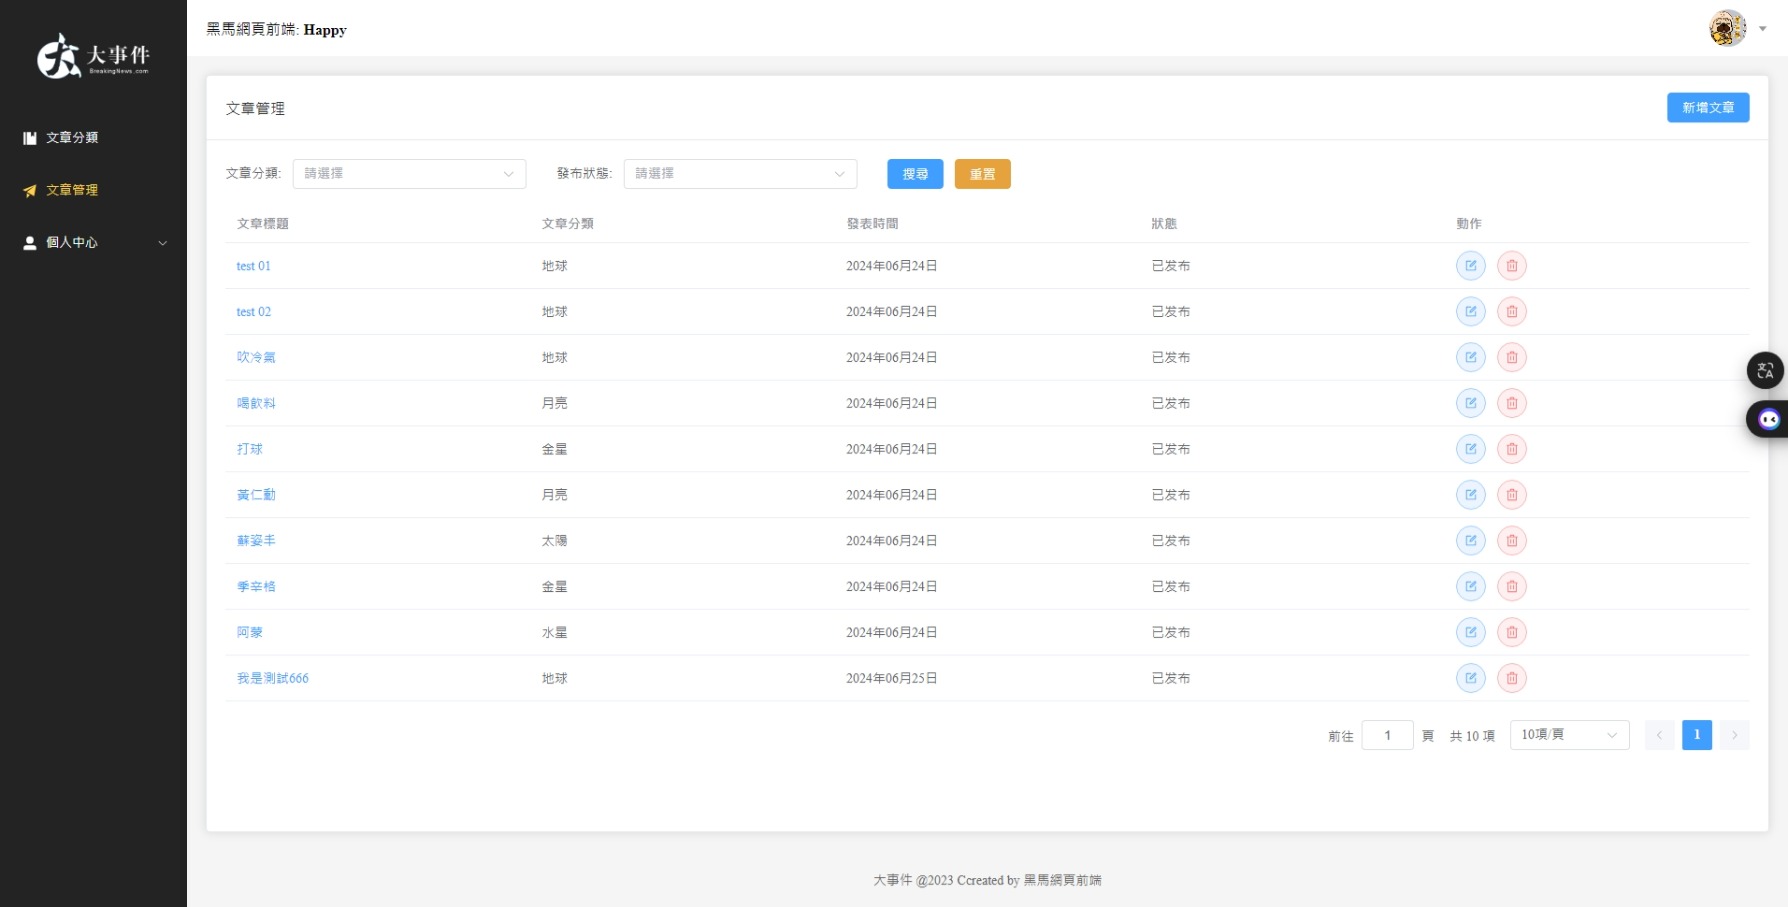 大事件
BreakingNews.com
文章分類
文章管理
個人中心
黑馬網頁前端: Happy
文章管理
新增文章
文章分類: 請選擇 發布狀態: 請選擇 搜尋 重置
文章標題 文章分類 發表時間 狀態 動作
test 01 地球 2024年06月24日 已发布
test 02 地球 2024年06月24日 已发布
吹冷氣 地球 2024年06月24日 已发布
喝飲料 月亮 2024年06月24日 已发布
打球 金星 2024年06月24日 已发布
黃仁動 月亮 2024年06月24日 已发布
蘇姿丰 太陽 2024年06月24日 已发布
季辛格 金星 2024年06月24日 已发布
阿蒙 水星 2024年06月24日 已发布
我是測試666 地球 2024年06月25日 已发布
前往 1 頁 共 10 項 10項/頁 1
大事件 @2023 Ccreated by 黑馬網頁前端